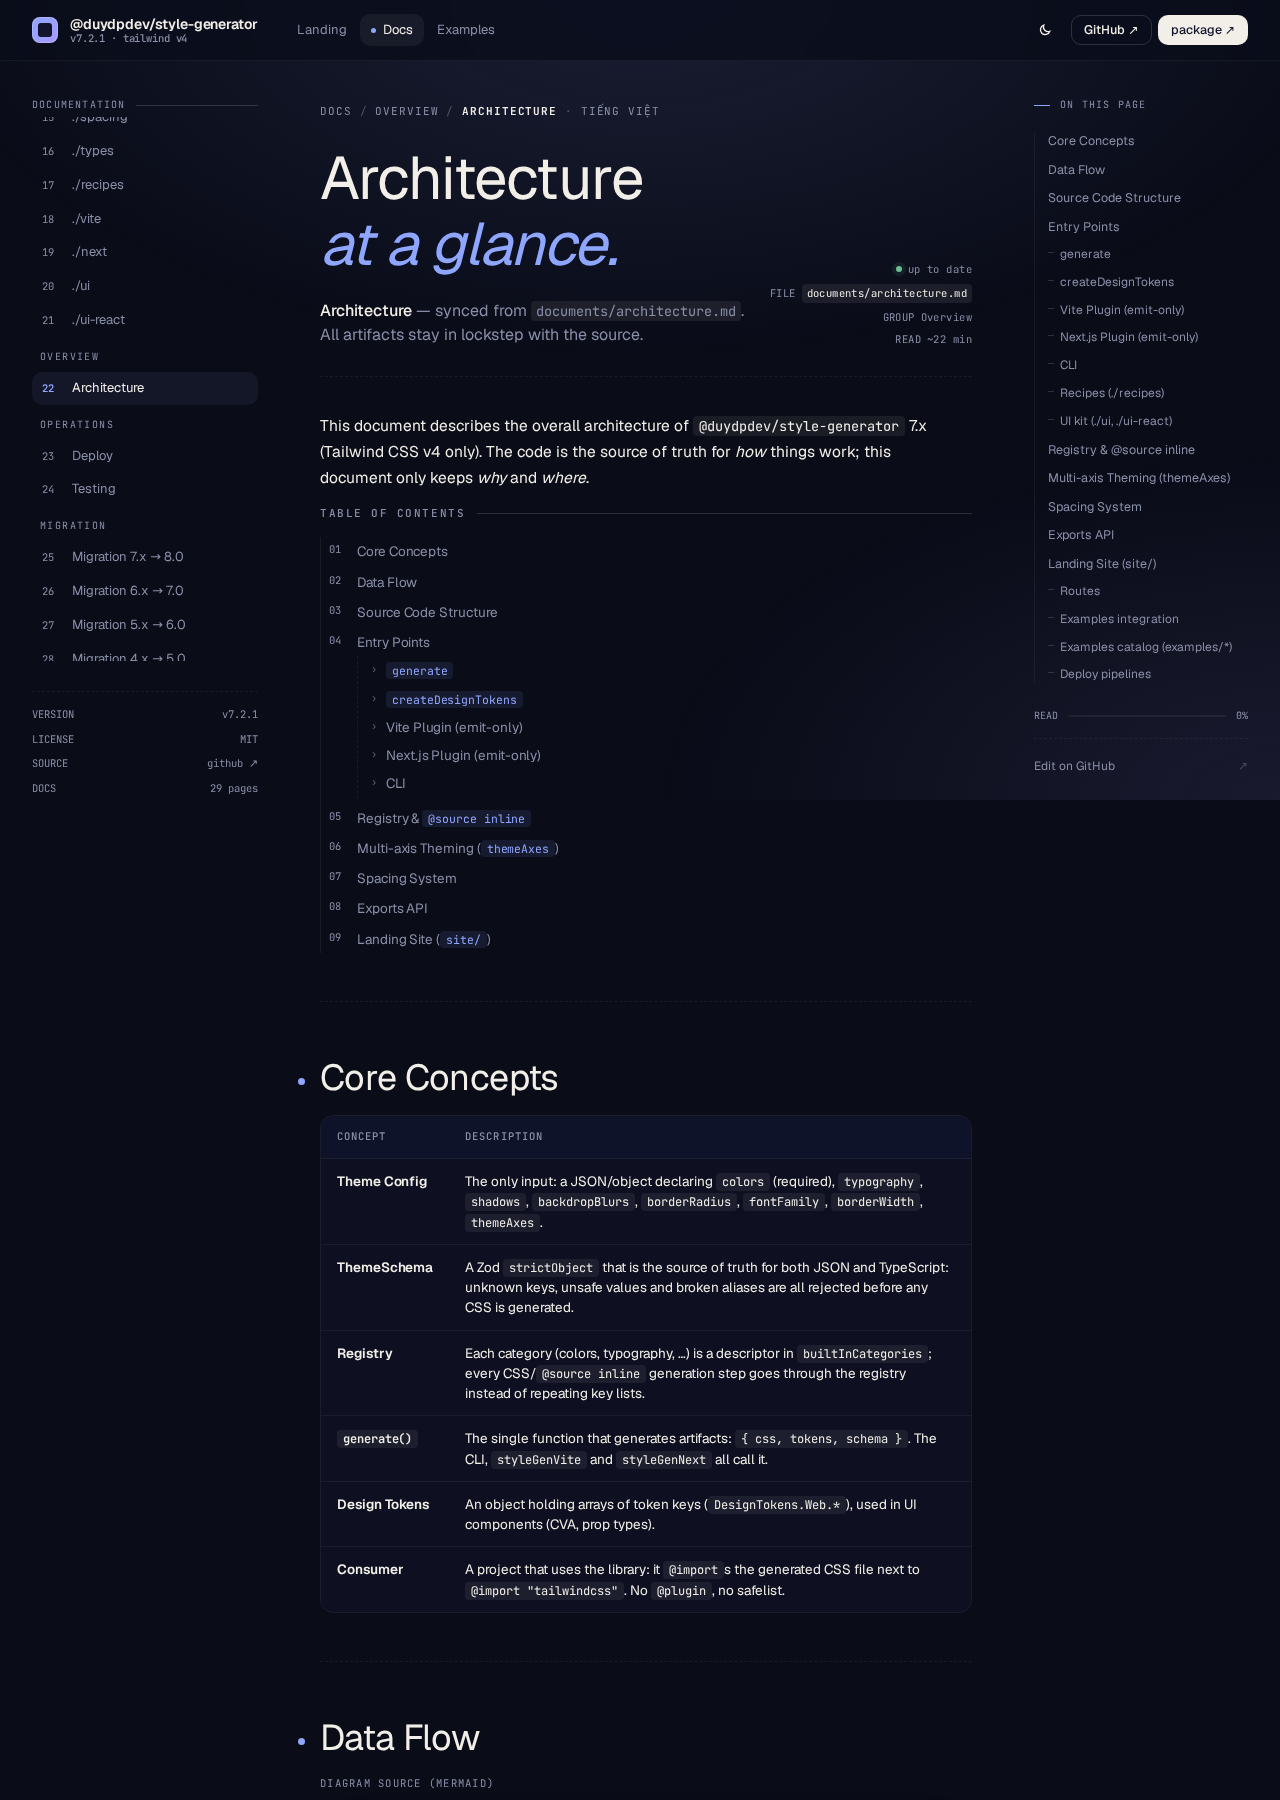 @duydpdev/style-generator
v7.2.1 · tailwind v4
Landing
Docs
Examples
GitHub ↗
package ↗
DOCUMENTATION
15 ./spacing
16 ./types
17 ./recipes
18 ./vite
19 ./next
20 ./ui
21 ./ui-react
OVERVIEW
22 Architecture
OPERATIONS
23 Deploy
24 Testing
MIGRATION
25 Migration 7.x → 8.0
26 Migration 6.x → 7.0
27 Migration 5.x → 6.0
28 Migration 4.x → 5.0
VERSION v7.2.1
LICENSE MIT
SOURCE github ↗
DOCS 29 pages
DOCS / OVERVIEW / ARCHITECTURE · TIẾNG VIỆT
Architecture
at a glance.
Architecture — synced from documents/architecture.md.
All artifacts stay in lockstep with the source.
up to date
FILE documents/architecture.md
GROUP Overview
READ ~22 min
This document describes the overall architecture of @duydpdev/style-generator 7.x
(Tailwind CSS v4 only). The code is the source of truth for how things work; this
document only keeps why and where.
TABLE OF CONTENTS
01 Core Concepts
02 Data Flow
03 Source Code Structure
04 Entry Points
› generate
› createDesignTokens
› Vite Plugin (emit-only)
› Next.js Plugin (emit-only)
› CLI
05 Registry & @source inline
06 Multi-axis Theming (themeAxes)
07 Spacing System
08 Exports API
09 Landing Site (site/)
Core Concepts
CONCEPT DESCRIPTION
Theme Config The only input: a JSON/object declaring colors (required), typography,
shadows, backdropBlurs, borderRadius, fontFamily, borderWidth,
themeAxes.
ThemeSchema A Zod strictObject that is the source of truth for both JSON and TypeScript:
unknown keys, unsafe values and broken aliases are all rejected before any
CSS is generated.
Registry Each category (colors, typography, …) is a descriptor in builtInCategories;
every CSS/@source inline generation step goes through the registry
instead of repeating key lists.
generate() The single function that generates artifacts: { css, tokens, schema }. The
CLI, styleGenVite and styleGenNext all call it.
Design Tokens An object holding arrays of token keys (DesignTokens.Web.*), used in UI
components (CVA, prop types).
Consumer A project that uses the library: it @imports the generated CSS file next to
@import "tailwindcss". No @plugin, no safelist.
Data Flow
DIAGRAM SOURCE (MERMAID)
ON THIS PAGE
Core Concepts
Data Flow
Source Code Structure
Entry Points
generate
createDesignTokens
Vite Plugin (emit-only)
Next.js Plugin (emit-only)
CLI
Recipes (./recipes)
UI kit (./ui, ./ui-react)
Registry & @source inline
Multi-axis Theming (themeAxes)
Spacing System
Exports API
Landing Site (site/)
Routes
Examples integration
Examples catalog (examples/*)
Deploy pipelines
READ 0%
Edit on GitHub ↗